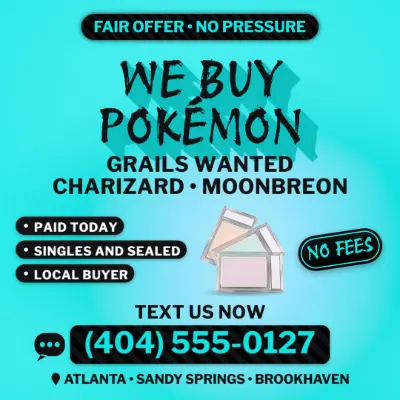 FAIR OFFER • NO PRESSURE
WE BUY
POKÉMON
GRAILS WANTED
CHARIZARD • MOONBREON
• PAID TODAY
• SINGLES AND SEALED
• LOCAL BUYER
NO FEES
TEXT US NOW
(404) 555-0127
ATLANTA • SANDY SPRINGS • BROOKHAVEN